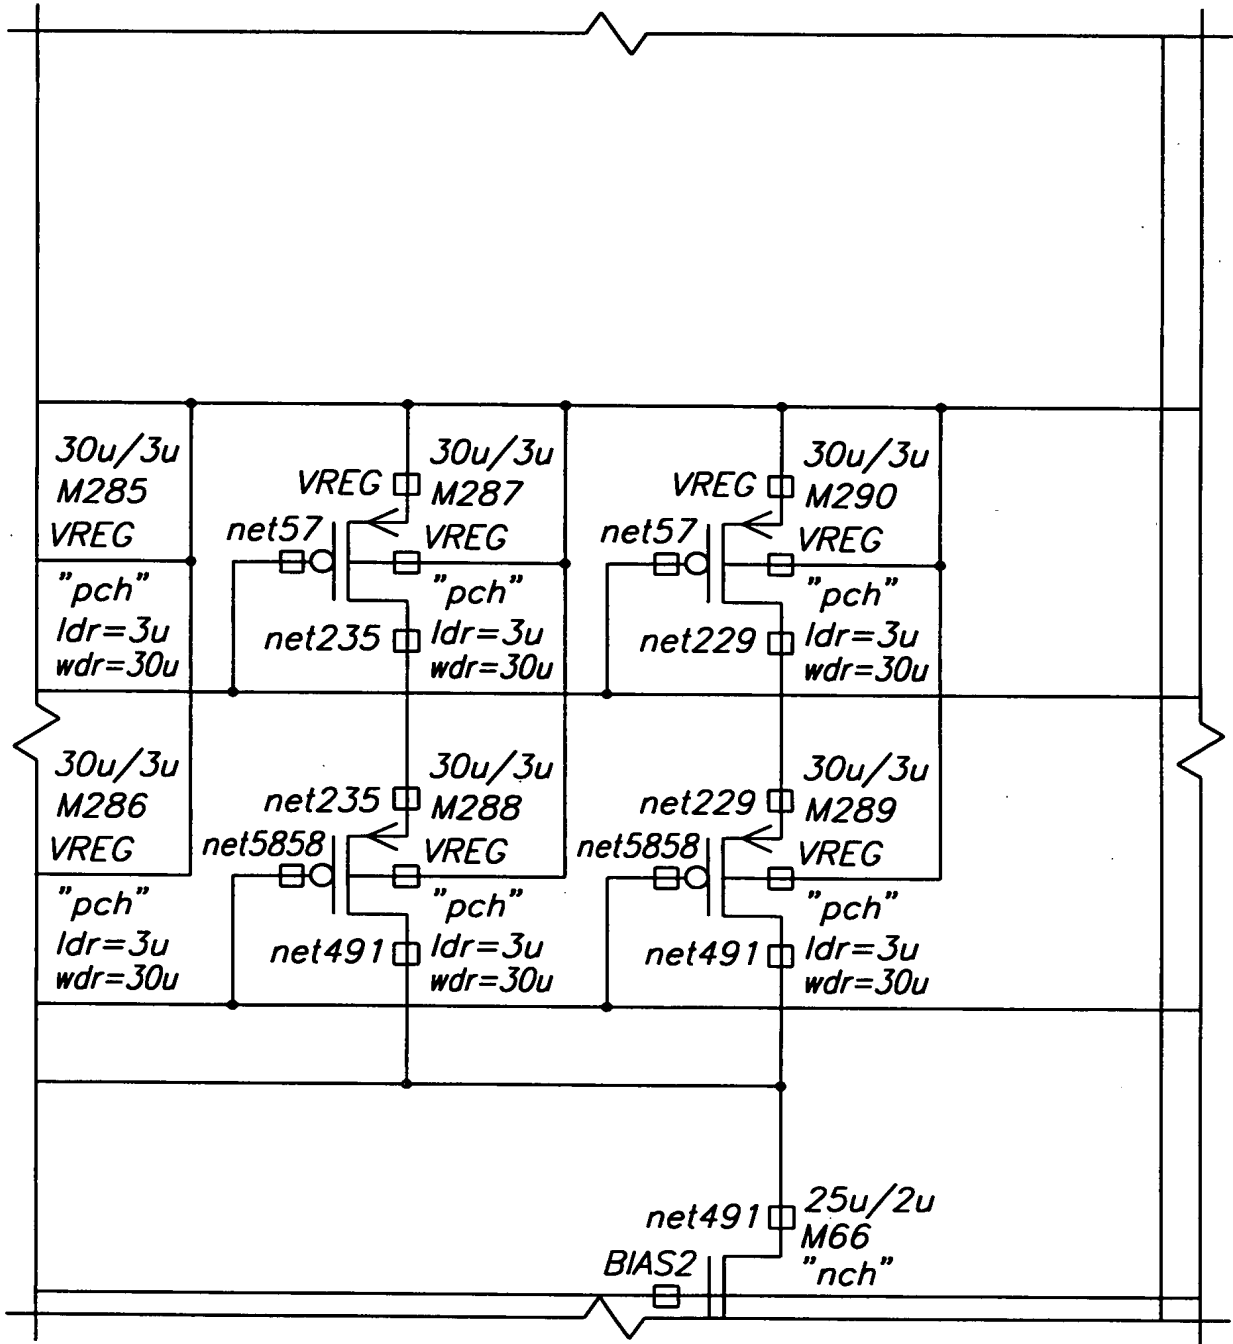 30u/3u
M285
VREG
"pch"
ldr=3u
wdr=30u
VREG
30u/3u
M287
net57
VREG
"pch"
net235
ldr=3u
wdr=30u
VREG
30u/3u
M290
net57
VREG
"pch"
net229
ldr=3u
wdr=30u
30u/3u
M286
VREG
"pch"
ldr=3u
wdr=30u
net235
30u/3u
M288
net5858
VREG
"pch"
net491
ldr=3u
wdr=30u
net229
30u/3u
M289
net5858
VREG
"pch"
net491
ldr=3u
wdr=30u
net491
25u/2u
M66
BIAS2
"nch"